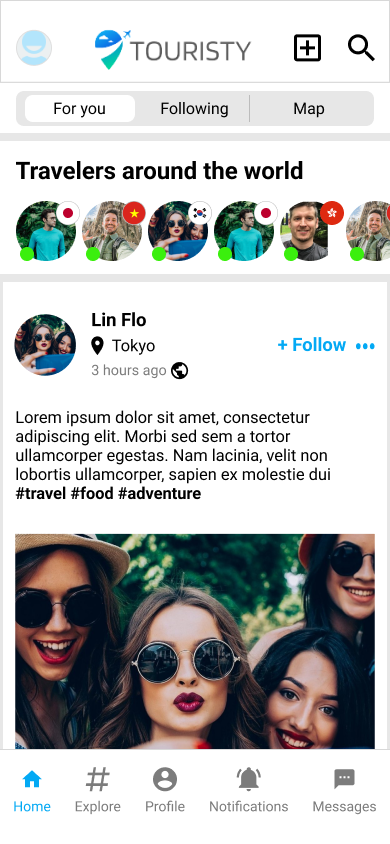 TOURISTY
For you
Following
Map
Travelers around the world
Lin Flo
Tokyo
+ Follow
3 hours ago
Lorem ipsum dolor sit amet, consectetur
adipiscing elit. Morbi sed sem a tortor
ullamcorper egestas. Nam lacinia, velit non
lobortis ullamcorper, sapien ex molestie dui
#travel #food #adventure
Home
Explore
Profile
Notifications
Messages